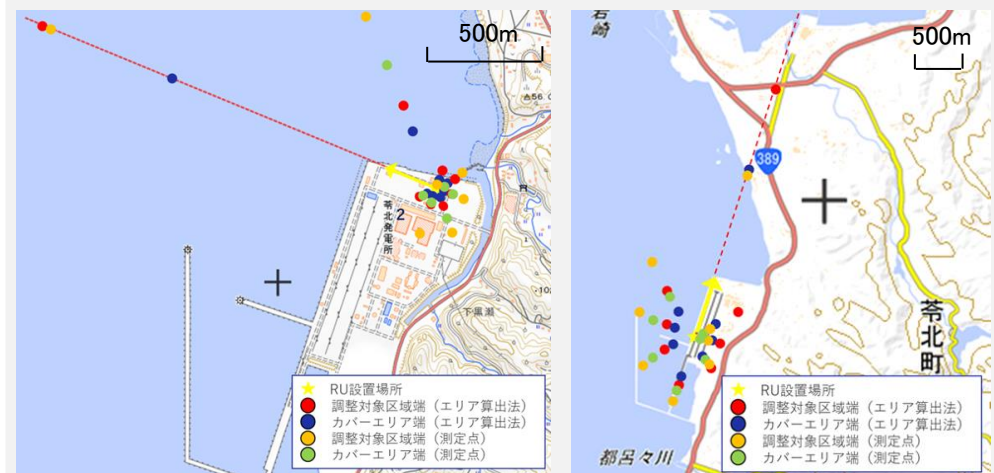 500m
苓北発電所
2
下黒瀬
RU設置場所
調整対象区域端（エリア算出法）
カバーエリア端（エリア算出法）
調整対象区域端（測定点）
カバーエリア端（測定点）
500m
389
苓北町
都呂々川
RU設置場所
調整対象区域端（エリア算出法）
カバーエリア端（エリア算出法）
調整対象区域端（測定点）
カバーエリア端（測定点）